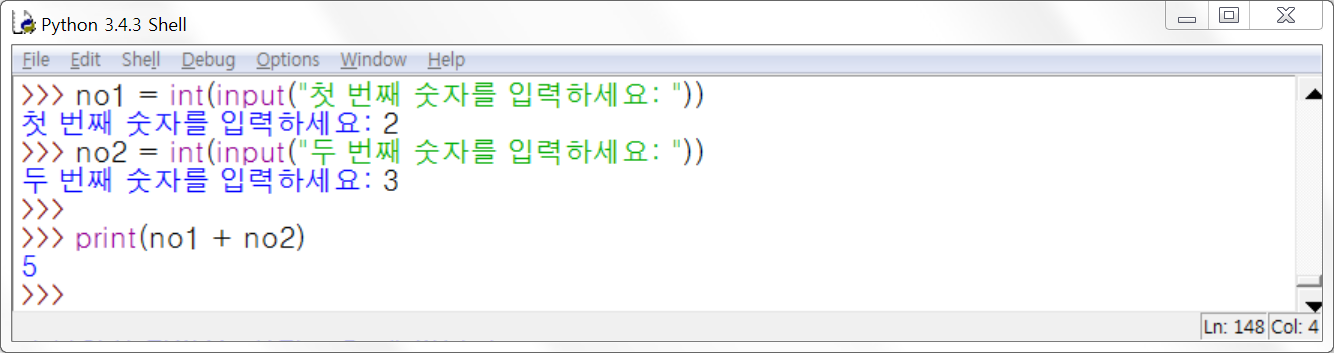 Python 3.4.3 Shell
File Edit Shell Debug Options Window Help
>>> no1 = int(input("첫 번째 숫자를 입력하세요: "))
첫 번째 숫자를 입력하세요: 2
>>> no2 = int(input("두 번째 숫자를 입력하세요: "))
두 번째 숫자를 입력하세요: 3
>>>
>>> print(no1 + no2)
5
>>>
Ln: 148 Col: 4